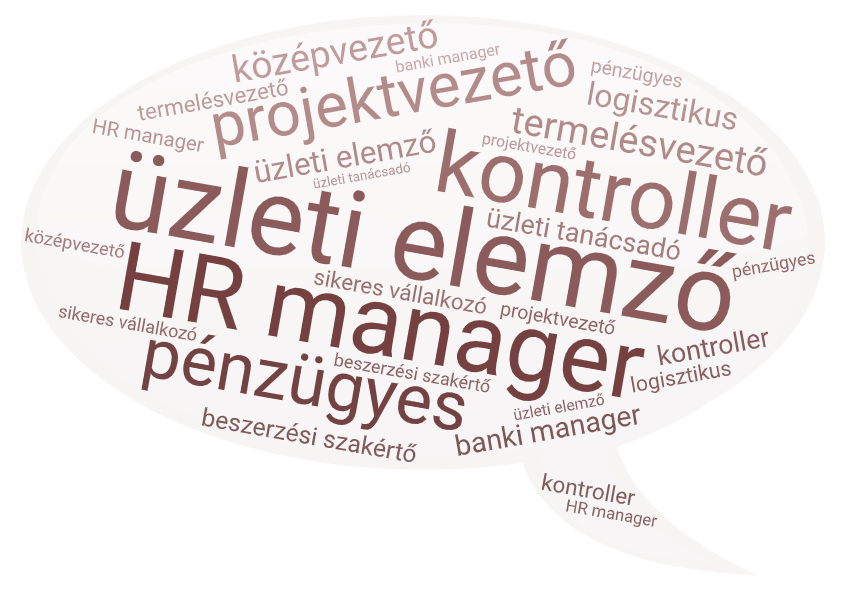 középvezető
banki manager
pénzügyes
termelésvezető
projektvezető
logisztikus
HR manager
termelésvezető
üzleti elemző
projektvezető
üzleti tanácsadó
kontroller
üzleti elemző
üzleti tanácsadó
középvezető
pénzügyes
HR manager
sikeres vállalkozó
projektvezető
sikeres vállalkozó
kontroller
pénzügyes
beszerzési szakértő
logisztikus
üzleti elemző
beszerzési szakértő
banki manager
kontroller
HR manager